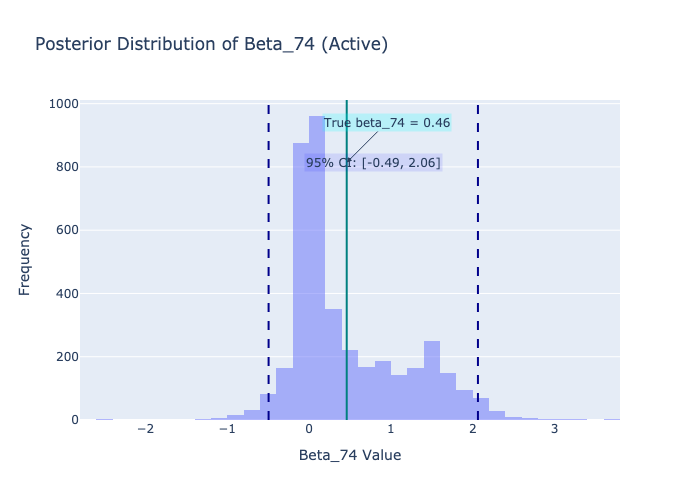 Posterior Distribution of Beta_74 (Active)
1000
True beta_74 = 0.46
800
95% CI: [-0.49, 2.06]
600
Frequency
400
200
0
−2
−1
0
1
2
3
Beta_74 Value